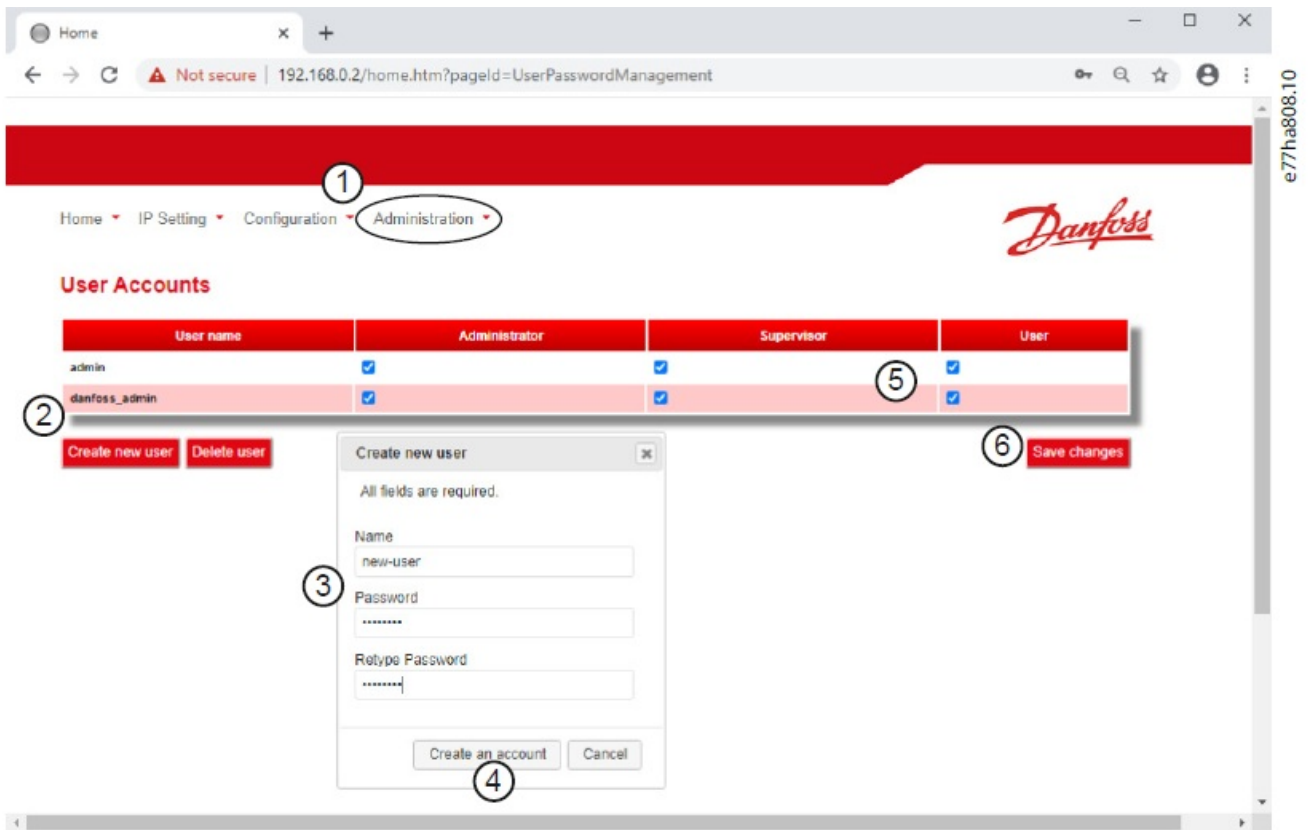 Home
Not secure | 192.168.0.2/home.htm?pageId=UserPasswordManagement
e77ha808.10
1
Home IP Setting Configuration Administration
Danfoss
User Accounts
User name Administrator Supervisor User
admin
5
danfoss_admin
2
Create new user Delete user
6 Save changes
Create new user
All fields are required.
Name
new-user
3
Password
••••••••
Retype Password
••••••••
Create an account Cancel
4